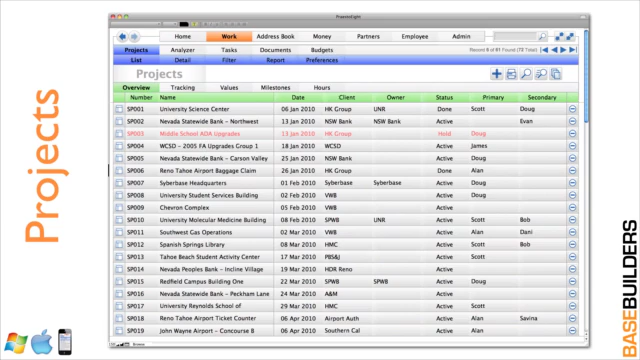 Projects
BASEBUILDERS
Home Work Address Book Money Partners Employee Admin
Projects Analyzer Tasks Documents Budgets
List Detail Filter Report Preferences
Projects
Overview Tracking Values Milestones Hours
Number Name Date Client Owner Status Primary Secondary
SP001 University Science Center 06 Jan 2010 HK Group UNR Done Scott Doug
SP002 Nevada Statewide Bank - Northwest 13 Jan 2010 NSW Bank NSW Bank Active Evan
SP003 Middle School ADA Upgrades 13 Jan 2010 HK Group Hold Doug
SP004 WCSD - 2005 FA Upgrades Group 1 18 Jan 2010 WCSD Active James
SP005 Nevada Statewide Bank - Carson Valley 25 Jan 2010 NSW Bank Active Doug
SP006 Reno Tahoe Airport Baggage Claim 26 Jan 2010 HK Group Done Alan
SP007 Syberbase Headquarters 01 Feb 2010 Syberbase Syberbase Active Doug
SP008 University Student Services Building 02 Feb 2010 VWB Active Doug
SP009 Chevron Complex 05 Feb 2010 VWB Active
SP010 University Molecular Medicine Building 08 Feb 2010 SPWB UNR Active Scott Bob
SP011 Southwest Gas Operations 02 Mar 2010 VWB Active Alan Dani
SP012 Spanish Springs Library 08 Mar 2010 HMC Active Scott Bob
SP013 Tahoe Beach Student Activity Center 17 Mar 2010 PBS&J Active Scott
SP014 Nevada Peoples Bank - Incline Village 19 Mar 2010 HDR Reno Active
SP015 Redfield Campus Building One 22 Mar 2010 SPWB SPWB Active Doug
SP016 Nevada Statewide Bank - Peckham Lane 24 Mar 2010 A&M Active
SP017 University Reynolds School of 31 Mar 2010 HMC Active Scott
SP018 Reno Tahoe Airport Ticket Counter 01 Apr 2010 Airport Auth Active Alan Savina
SP019 John Wayne Airport - Concourse B 06 Apr 2010 Southern Cal Active Alan
Browse